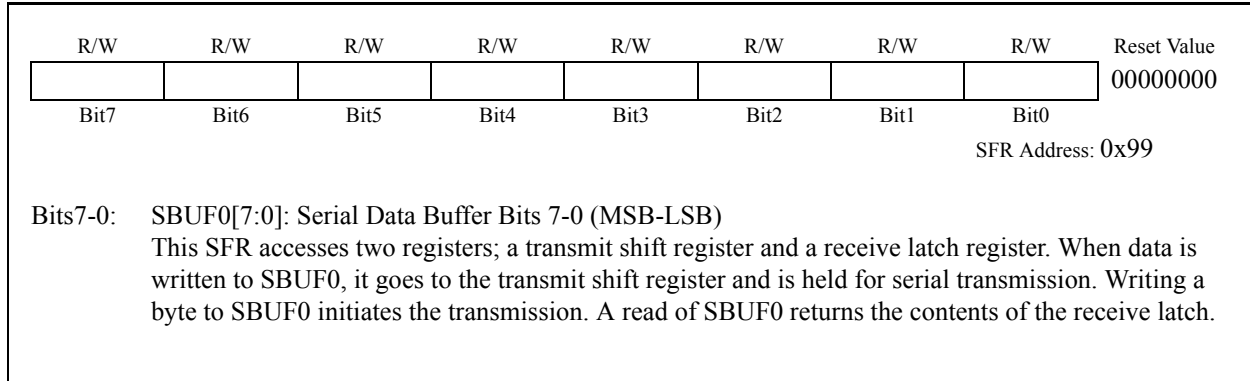 R/W R/W R/W R/W R/W R/W R/W R/W Reset Value
00000000
Bit7 Bit6 Bit5 Bit4 Bit3 Bit2 Bit1 Bit0
SFR Address: 0x99
Bits7-0: SBUF0[7:0]: Serial Data Buffer Bits 7-0 (MSB-LSB)
This SFR accesses two registers; a transmit shift register and a receive latch register. When data is
written to SBUF0, it goes to the transmit shift register and is held for serial transmission. Writing a
byte to SBUF0 initiates the transmission. A read of SBUF0 returns the contents of the receive latch.